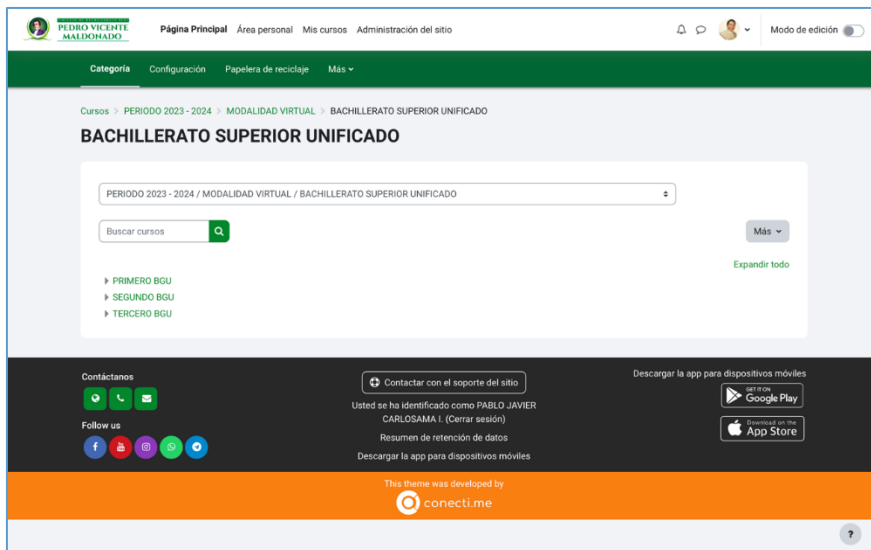 PEDRO VICENTE
MALDONADO
Página Principal Área personal Mis cursos Administración del sitio
Modo de edición
Categoría Configuración Papelera de reciclaje Más
Cursos > PERIODO 2023 - 2024 > MODALIDAD VIRTUAL > BACHILLERATO SUPERIOR UNIFICADO
BACHILLERATO SUPERIOR UNIFICADO
PERIODO 2023 - 2024 / MODALIDAD VIRTUAL / BACHILLERATO SUPERIOR UNIFICADO
Buscar cursos
Más
Expandir todo
PRIMERO BGU
SEGUNDO BGU
TERCERO BGU
Contáctanos
Follow us
Contactar con el soporte del sitio
Usted se ha identificado como PABLO JAVIER
CARLOSAMA I. (Cerrar sesión)
Resumen de retención de datos
Descargar la app para dispositivos móviles
Descargar la app para dispositivos móviles
GET IT ON
Google Play
Download on the
App Store
This theme was developed by
conecti.me
?